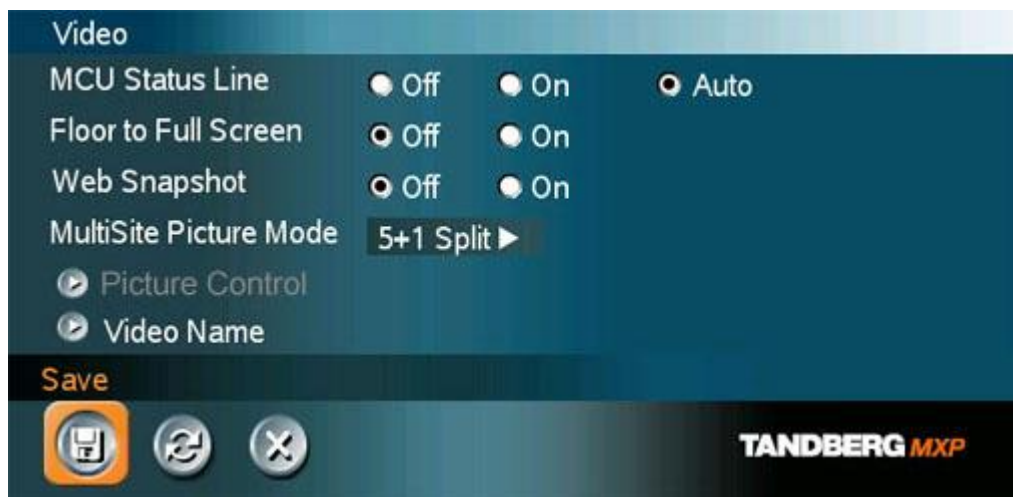 Video
MCU Status Line Off On Auto
Floor to Full Screen Off On
Web Snapshot Off On
MultiSite Picture Mode 5+1 Split
Picture Control
Video Name
Save
TANDBERG MXP